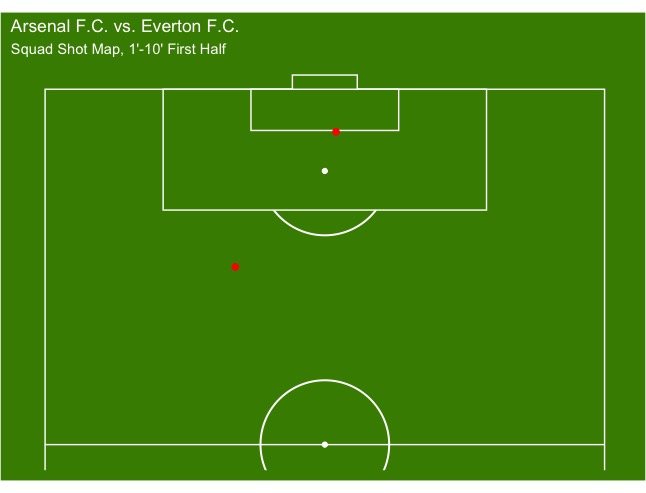 Arsenal F.C. vs. Everton F.C.
Squad Shot Map, 1'-10' First Half